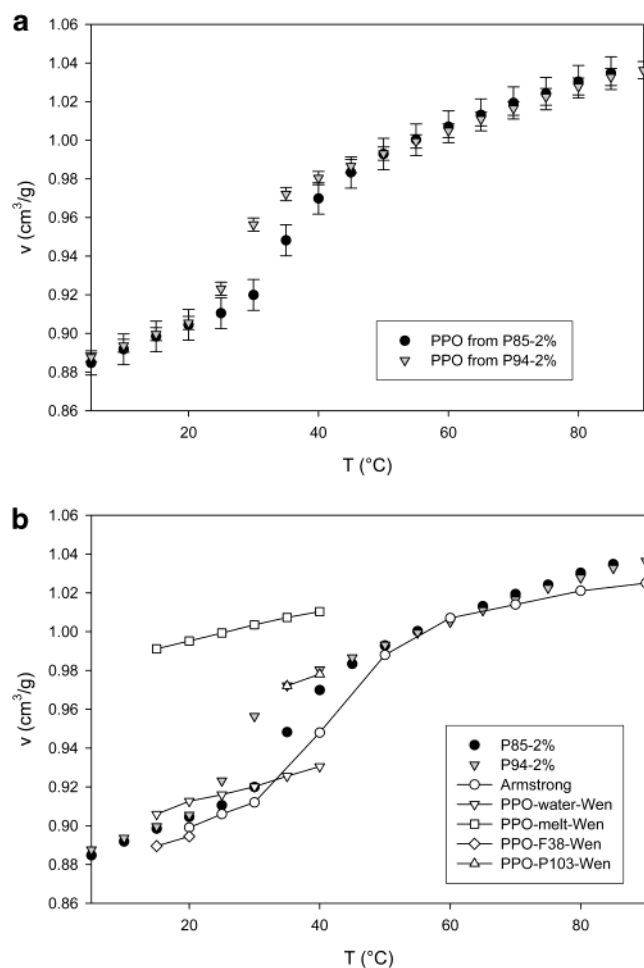 a
1.06
1.04
1.02
1.00
0.98
0.96
0.94
0.92
0.90
0.88
0.86
v (cm³/g)
PPO from P85-2%
PPO from P94-2%
20 40 60 80
T (°C)
b
1.06
1.04
1.02
1.00
0.98
0.96
0.94
0.92
0.90
0.88
0.86
v (cm³/g)
P85-2%
P94-2%
Armstrong
PPO-water-Wen
PPO-melt-Wen
PPO-F38-Wen
PPO-P103-Wen
20 40 60 80
T (°C)